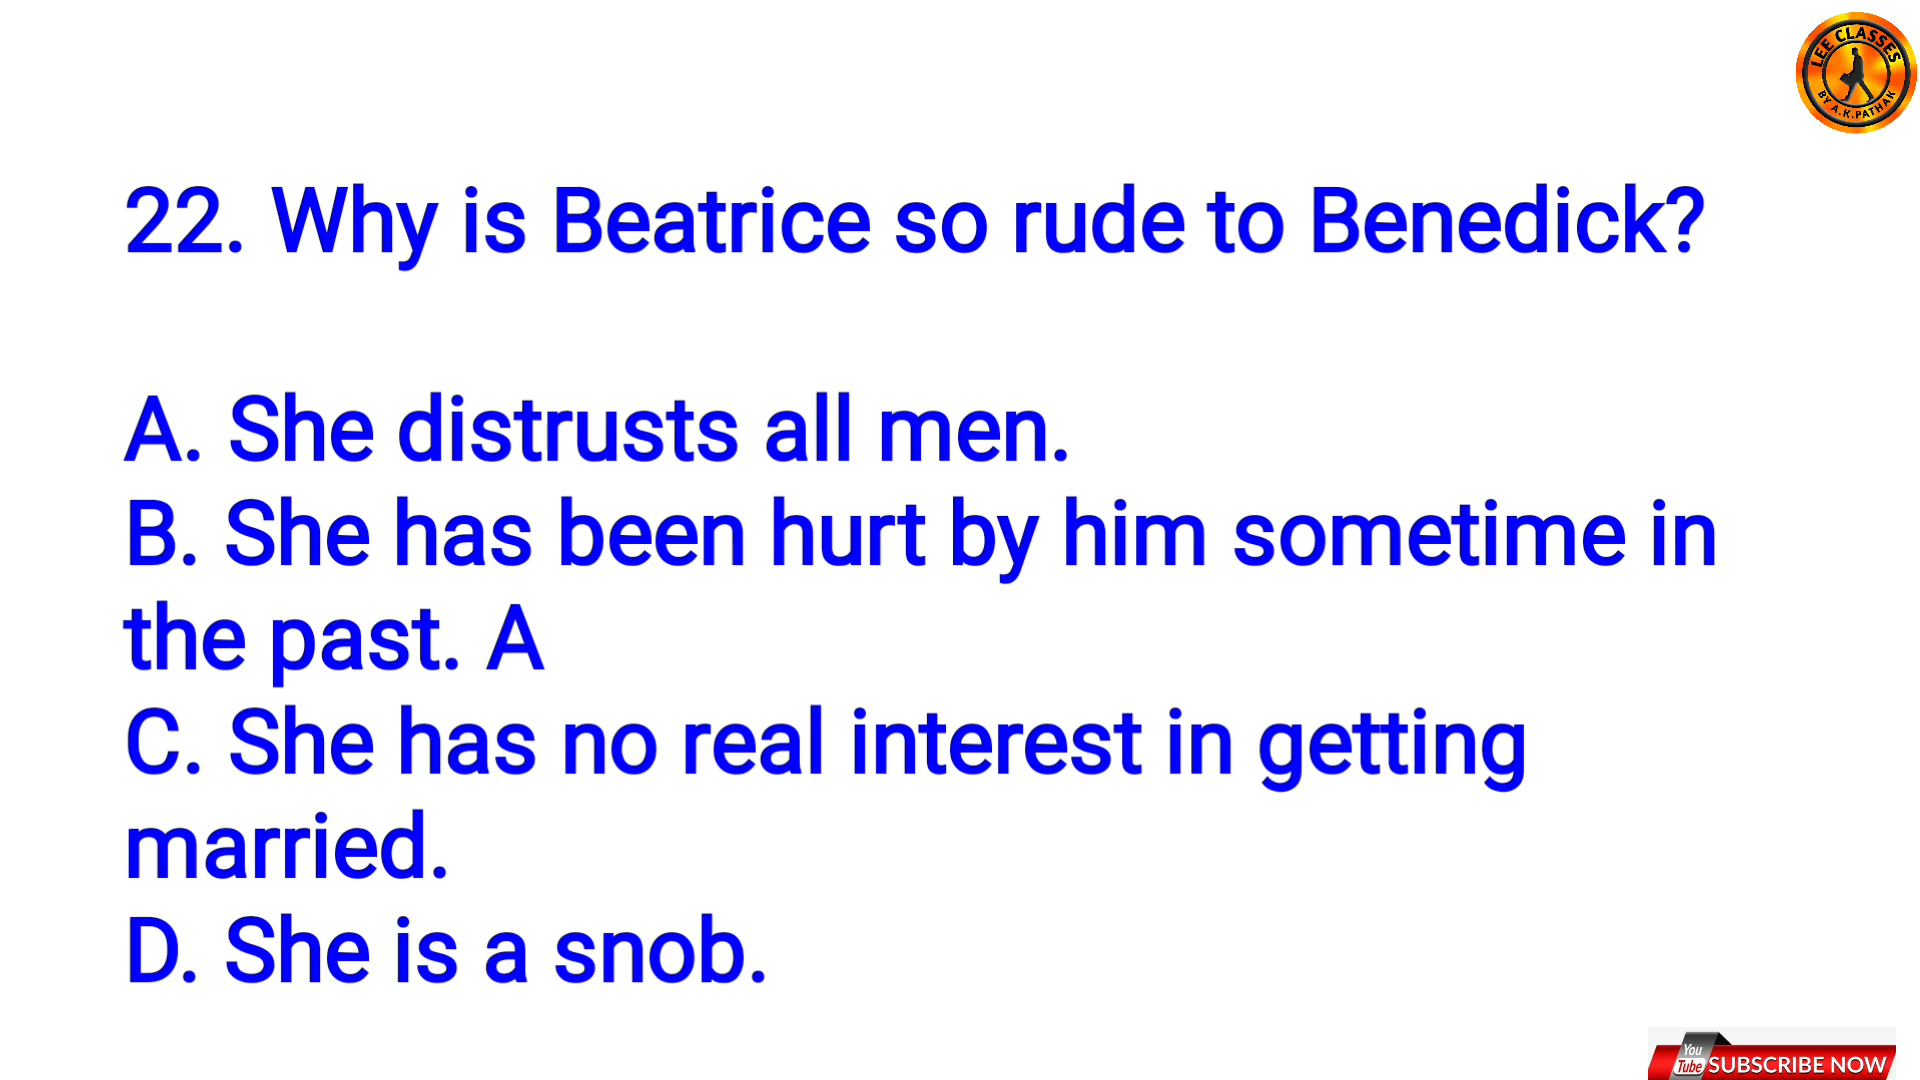 LEE CLASSES
BY A.K.PATHAK
22. Why is Beatrice so rude to Benedick?
A. She distrusts all men.
B. She has been hurt by him sometime in
the past. A
C. She has no real interest in getting
married.
D. She is a snob.
You
Tube
SUBSCRIBE NOW